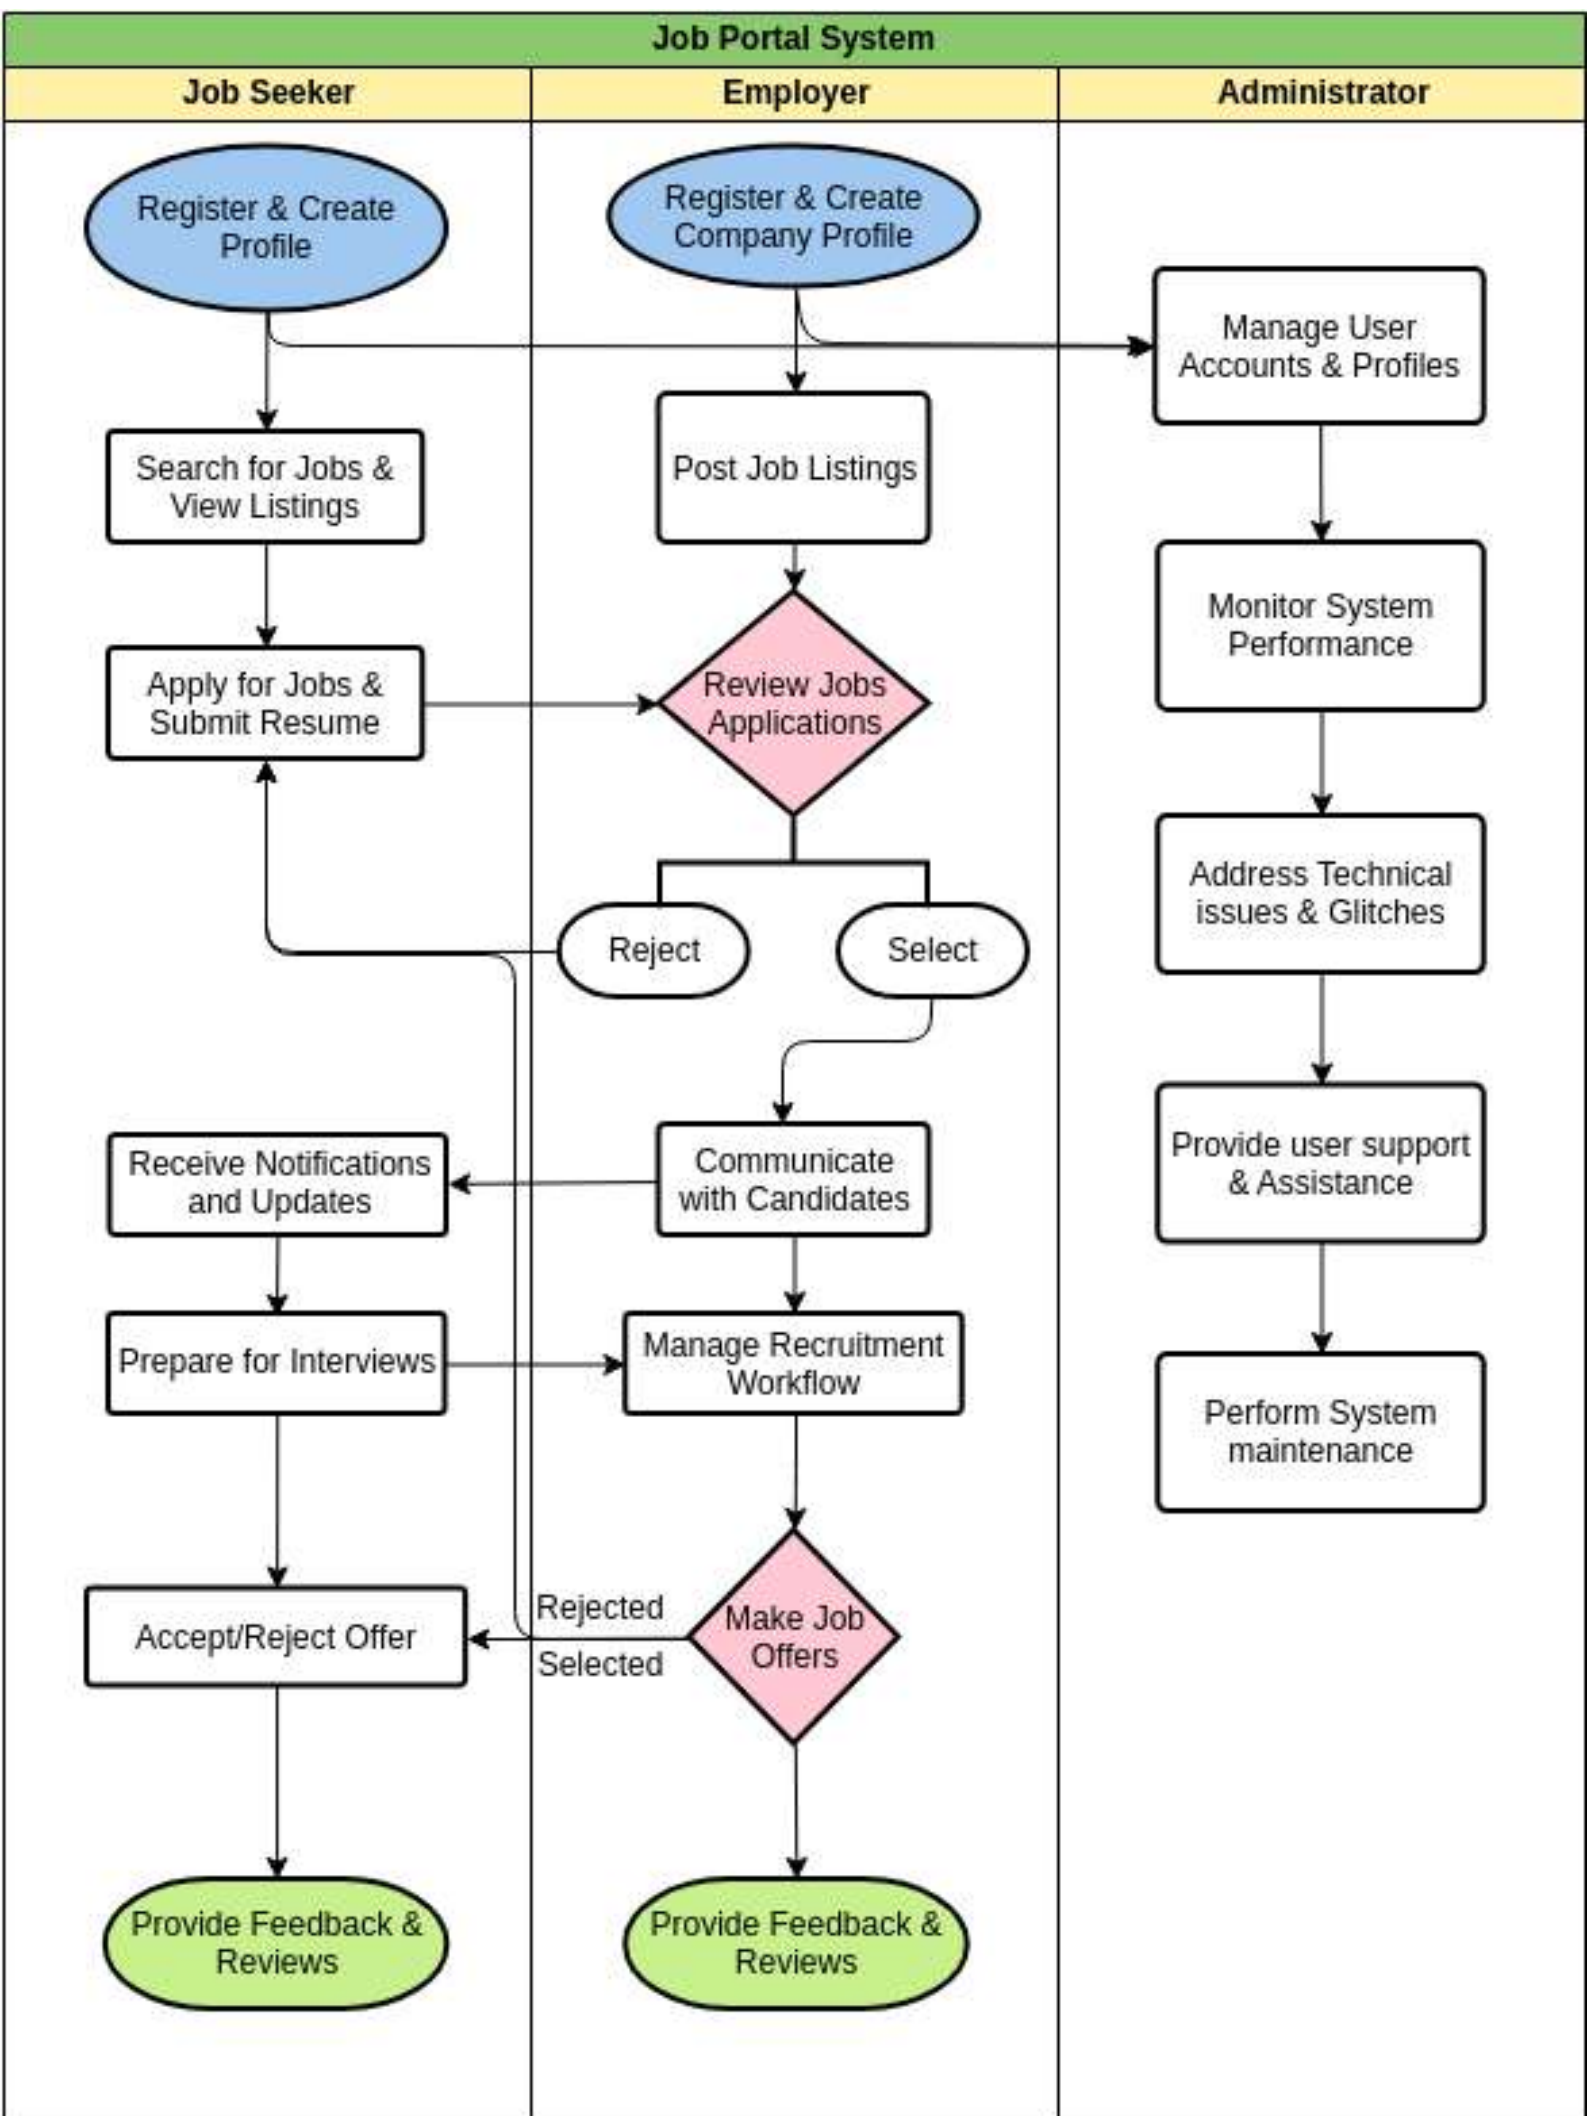 Job Portal System
Job Seeker
Employer
Administrator
Register & Create
Profile
Register & Create
Company Profile
Manage User
Accounts & Profiles
Search for Jobs &
View Listings
Post Job Listings
Monitor System
Performance
Apply for Jobs &
Submit Resume
Review Jobs
Applications
Address Technical
issues & Glitches
Reject
Select
Receive Notifications
and Updates
Communicate
with Candidates
Provide user support
& Assistance
Prepare for Interviews
Manage Recruitment
Workflow
Perform System
maintenance
Accept/Reject Offer
Rejected
Selected
Make Job
Offers
Provide Feedback &
Reviews
Provide Feedback &
Reviews